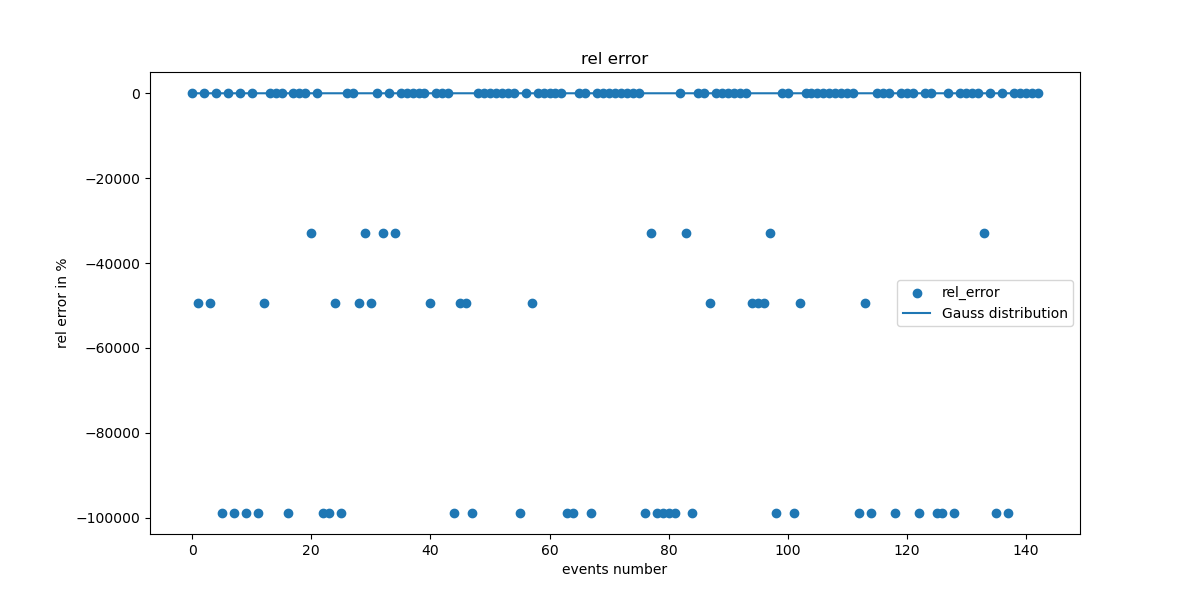 rel error
0
−20000
−40000
−60000
−80000
−100000
rel error in %
rel_error
Gauss distribution
0 20 40 60 80 100 120 140
events number